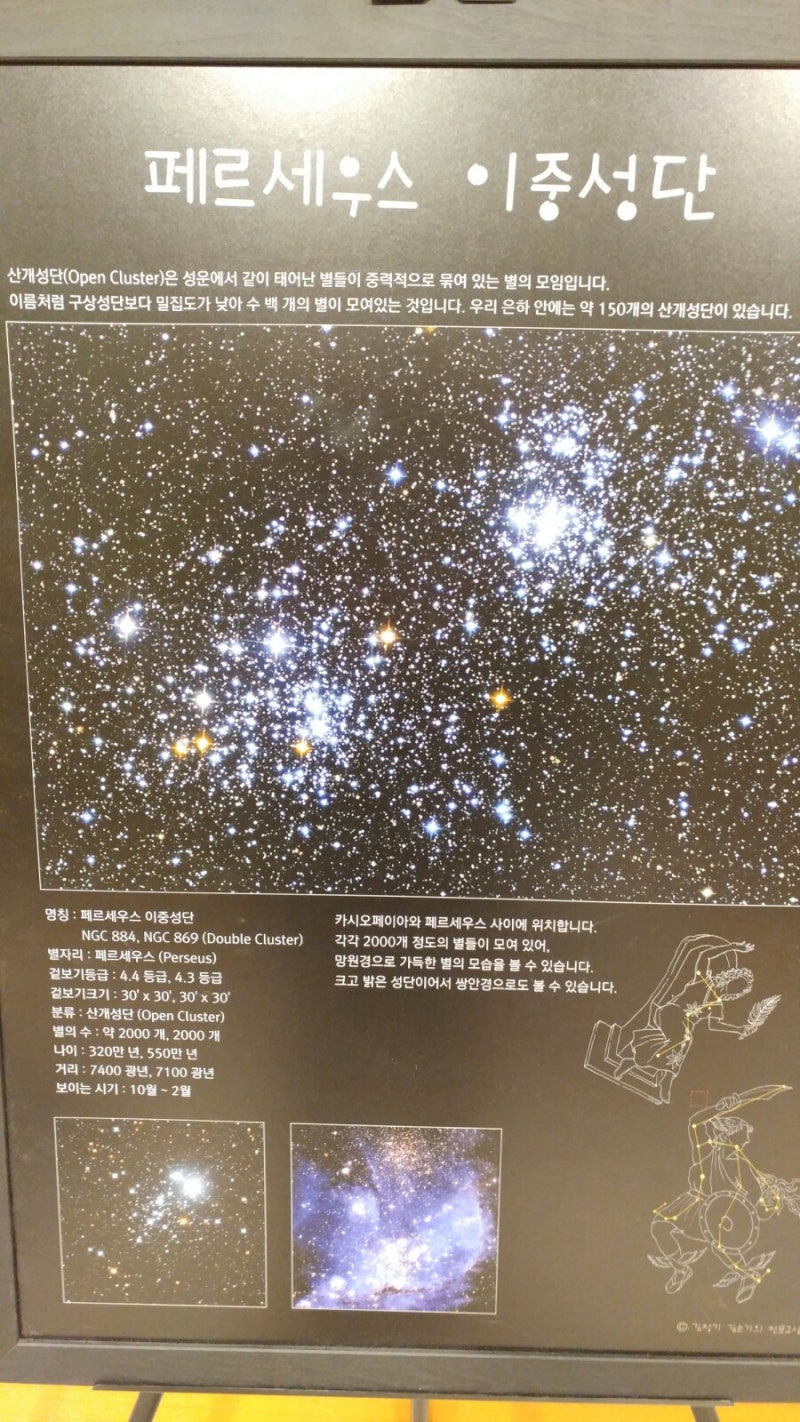 페르세우스 이중성단
산개성단(Open Cluster)은 성운에서 같이 태어난 별들이 중력적으로 묶여 있는 별의 모임입니다.
이름처럼 구상성단보다 밀집도가 낮아 수 백 개의 별이 모여있는 것입니다. 우리 은하 안에는 약 150개의 산개성단이 있습니다.
명칭 : 페르세우스 이중성단
NGC 884, NGC 869 (Double Cluster)
별자리 : 페르세우스 (Perseus)
겉보기등급 : 4.4 등급, 4.3 등급
겉보기크기 : 30' x 30', 30' x 30'
분류 : 산개성단 (Open Cluster)
별의 수 : 약 2000 개, 2000 개
나이 : 320만 년, 550만 년
거리 : 7400 광년, 7100 광년
보이는 시기 : 10월 ~ 2월
카시오페이아와 페르세우스 사이에 위치합니다.
각각 2000개 정도의 별들이 모여 있어,
망원경으로 가득한 별의 모습을 볼 수 있습니다.
크고 밝은 성단이어서 쌍안경으로도 볼 수 있습니다.
©